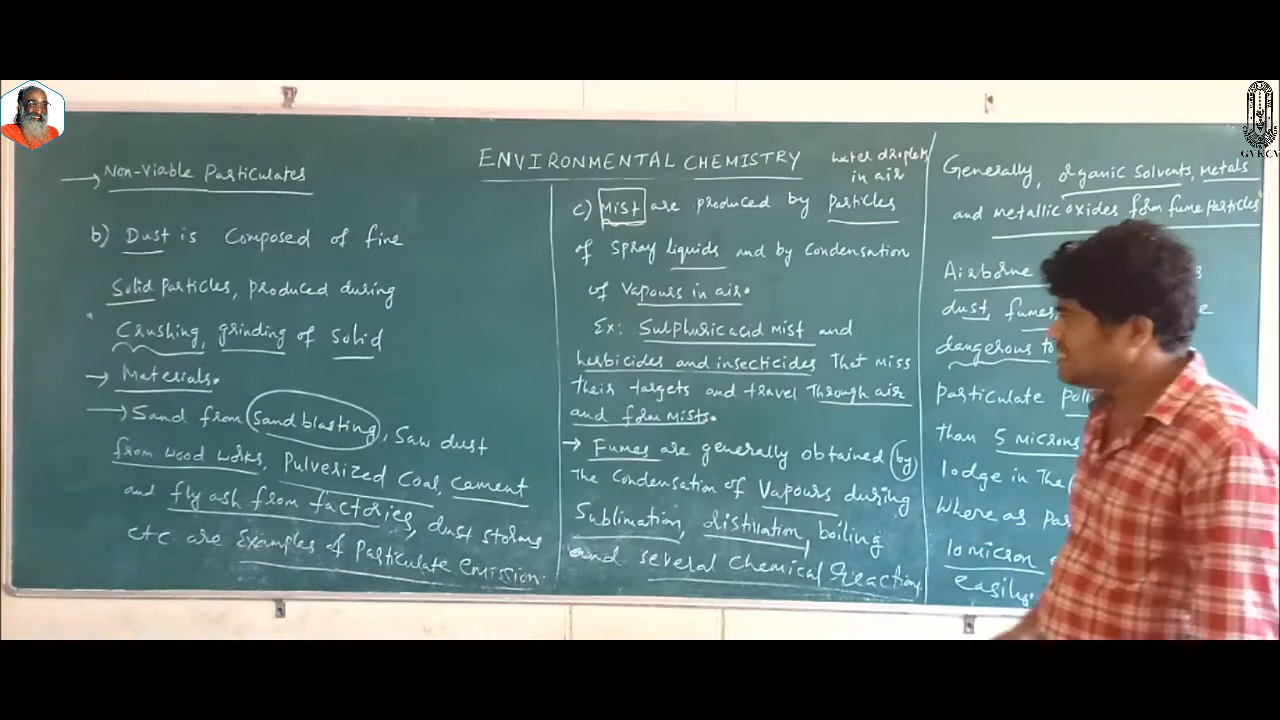 ENVIRONMENTAL CHEMISTRY
→ Non-Viable Particulates
b) Dust is composed of fine
Solid particles, produced during
Crushing, grinding of solid
→ Materials.
→ Sand from Sand blasting, saw dust
from wood works, Pulverized Coal, cement
and fly ash from factories, dust storms
etc. are Examples of Particulate emission.
water droplets
in air
c) Mist are produced by particles
of spray liquids and by condensation
of vapours in air.
Ex: Sulphuric acid mist and
herbicides and insecticides That miss
Their targets and travel Through air
and form mists.
→ Fumes are generally obtained by
The condensation of Vapours during
Sublimation, distillation, boiling
and several chemical reaction
Generally, organic solvents, metals
and metallic oxides form fume particles
Airborne
dust, fumes,
dangerous to
particulate
than 5 microns
lodge in The
Where as
10 micron
easily.
GVKCV